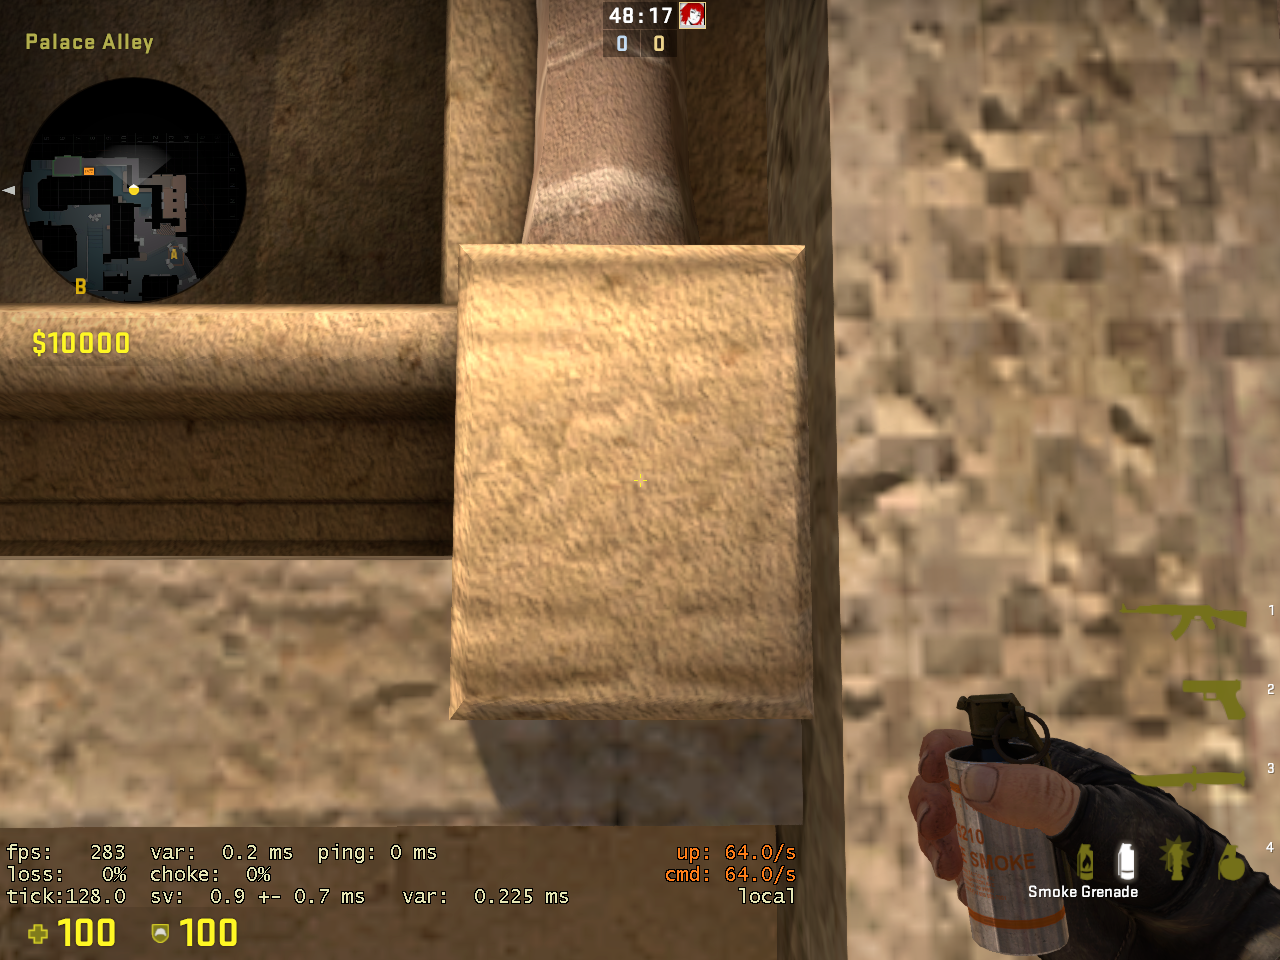 48:17
Palace Alley
0 0
A
B
$10000
1
2
3
4
SMOKE
Smoke Grenade
fps: 283 var: 0.2 ms ping: 0 ms up: 64.0/s
loss: 0% choke: 0% cmd: 64.0/s
tick:128.0 sv: 0.9 +- 0.7 ms var: 0.225 ms local
100 100